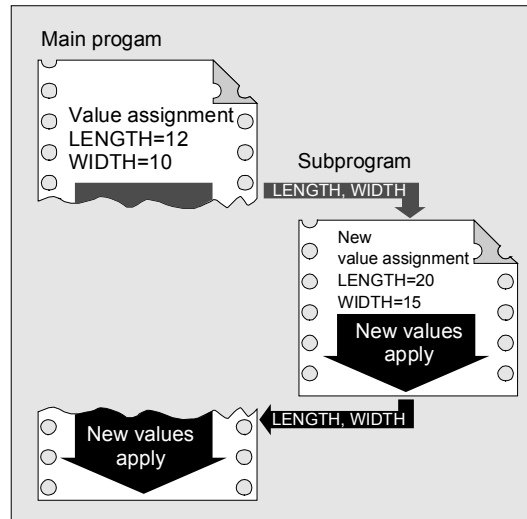 Main progam
Value assignment
LENGTH=12
WIDTH=10
Subprogram
LENGTH, WIDTH
New
value assignment
LENGTH=20
WIDTH=15
New values
apply
LENGTH, WIDTH
New values
apply